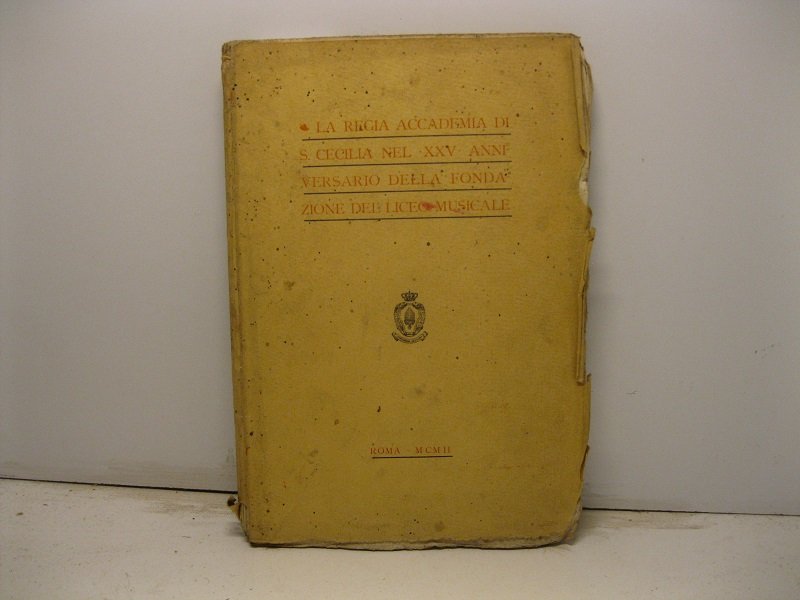 LA REGIA ACCADEMIA DI
S. CECILIA NEL ·XXV· ANNI
VERSARIO DELLA FONDA
ZIONE DEL LICEO MUSICALE
ROMA - MCMII